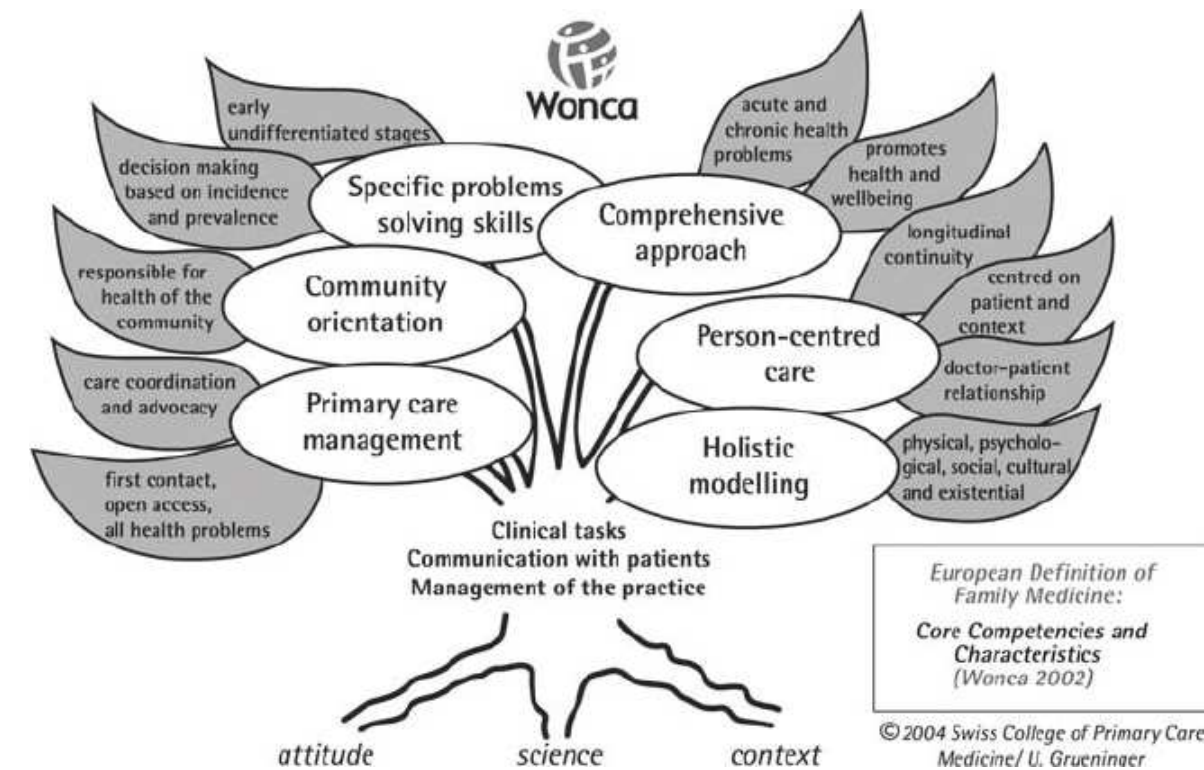 Wonca
early
undifferentiated stages
decision making
based on incidence
and prevalence
responsible for
health of the
community
care coordination
and advocacy
first contact,
open access,
all health problems
Specific problems
solving skills
Community
orientation
Primary care
management
Comprehensive
approach
Person-centred
care
Holistic
modelling
acute and
chronic health
problems
promotes
health and
wellbeing
longitudinal
continuity
centred on
patient and
context
doctor-patient
relationship
physical, psycholo-
gical, social, cultural
and existential
Clinical tasks
Communication with patients
Management of the practice
attitude
science
context
European Definition of
Family Medicine:
Core Competencies and
Characteristics
(Wonca 2002)
© 2004 Swiss College of Primary Care
Medicine/ U. Grueninger